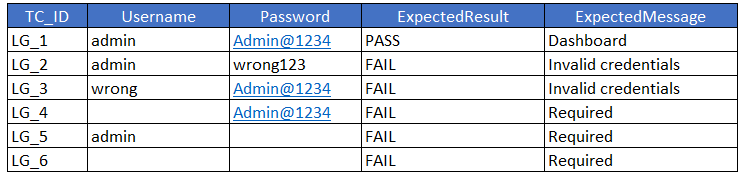 TC_ID Username Password ExpectedResult ExpectedMessage
LG_1 admin Admin@1234 PASS Dashboard
LG_2 admin wrong123 FAIL Invalid credentials
LG_3 wrong Admin@1234 FAIL Invalid credentials
LG_4 Admin@1234 FAIL Required
LG_5 admin FAIL Required
LG_6 FAIL Required